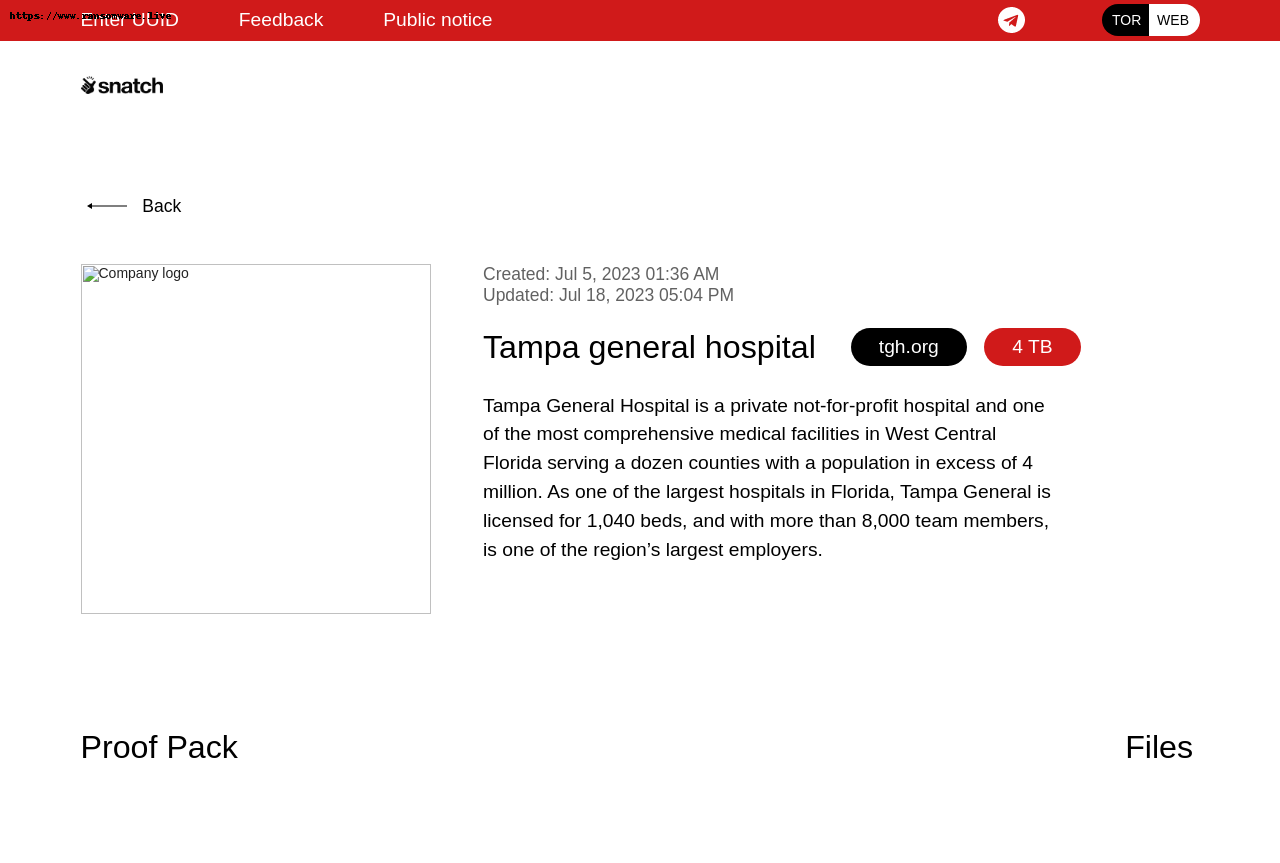 https://www.ransomware.live
Enter UUID Feedback Public notice TOR WEB
snatch
Back
Company logo
Created: Jul 5, 2023 01:36 AM
Updated: Jul 18, 2023 05:04 PM
Tampa general hospital tgh.org 4 TB
Tampa General Hospital is a private not-for-profit hospital and one
of the most comprehensive medical facilities in West Central
Florida serving a dozen counties with a population in excess of 4
million. As one of the largest hospitals in Florida, Tampa General is
licensed for 1,040 beds, and with more than 8,000 team members,
is one of the region’s largest employers.
Proof Pack Files